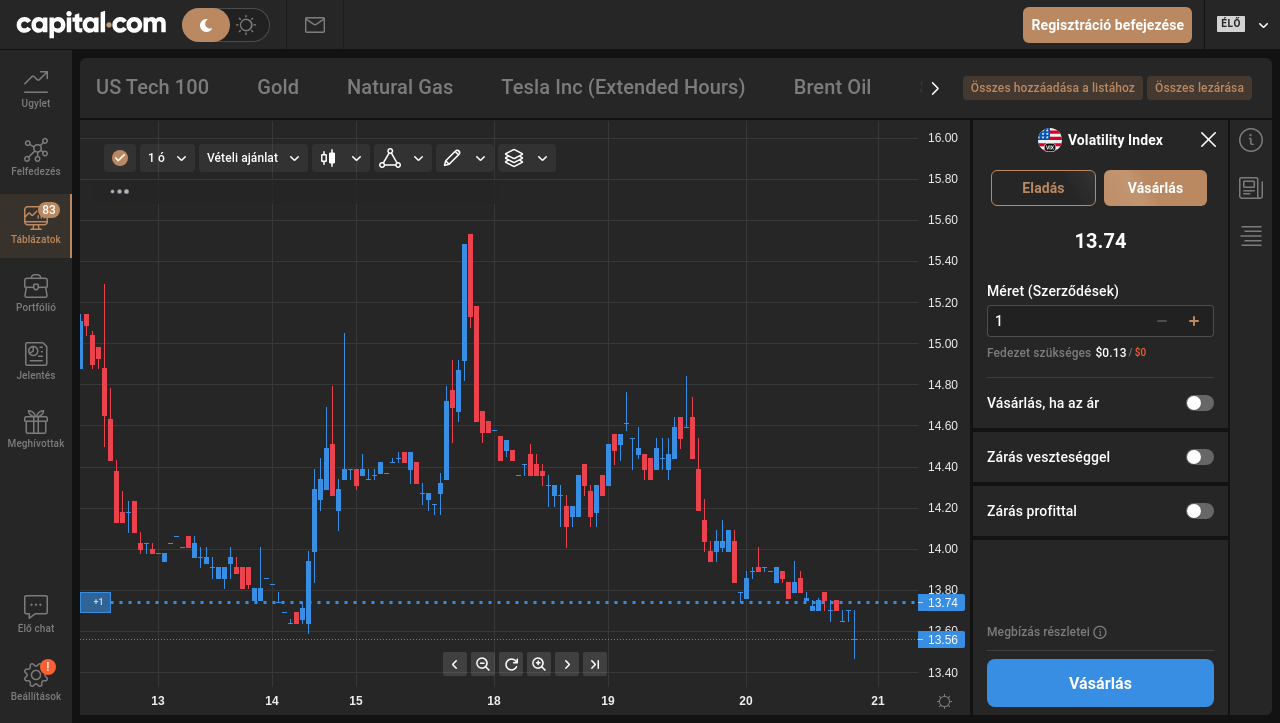 capital.com
Regisztráció befejezése
ÉLŐ
Ügylet
Felfedezés
83
Táblázatok
Portfólió
Jelentés
Meghívottak
Élő chat
!
Beállítások
US Tech 100
Gold
Natural Gas
Tesla Inc (Extended Hours)
Brent Oil
Összes hozzáadása a listához
Összes lezárása
1 ó
Vételi ajánlat
16.00
15.80
15.60
15.40
15.20
15.00
14.80
14.60
14.40
14.20
14.00
13.80
+1
13.74
13.60
13.56
13.40
13
14
15
18
19
20
21
VIX
Volatility Index
Eladás
Vásárlás
13.74
Méret (Szerződések)
1
Fedezet szükséges $0.13 / $0
Vásárlás, ha az ár
Zárás veszteséggel
Zárás profittal
Megbízás részletei
Vásárlás